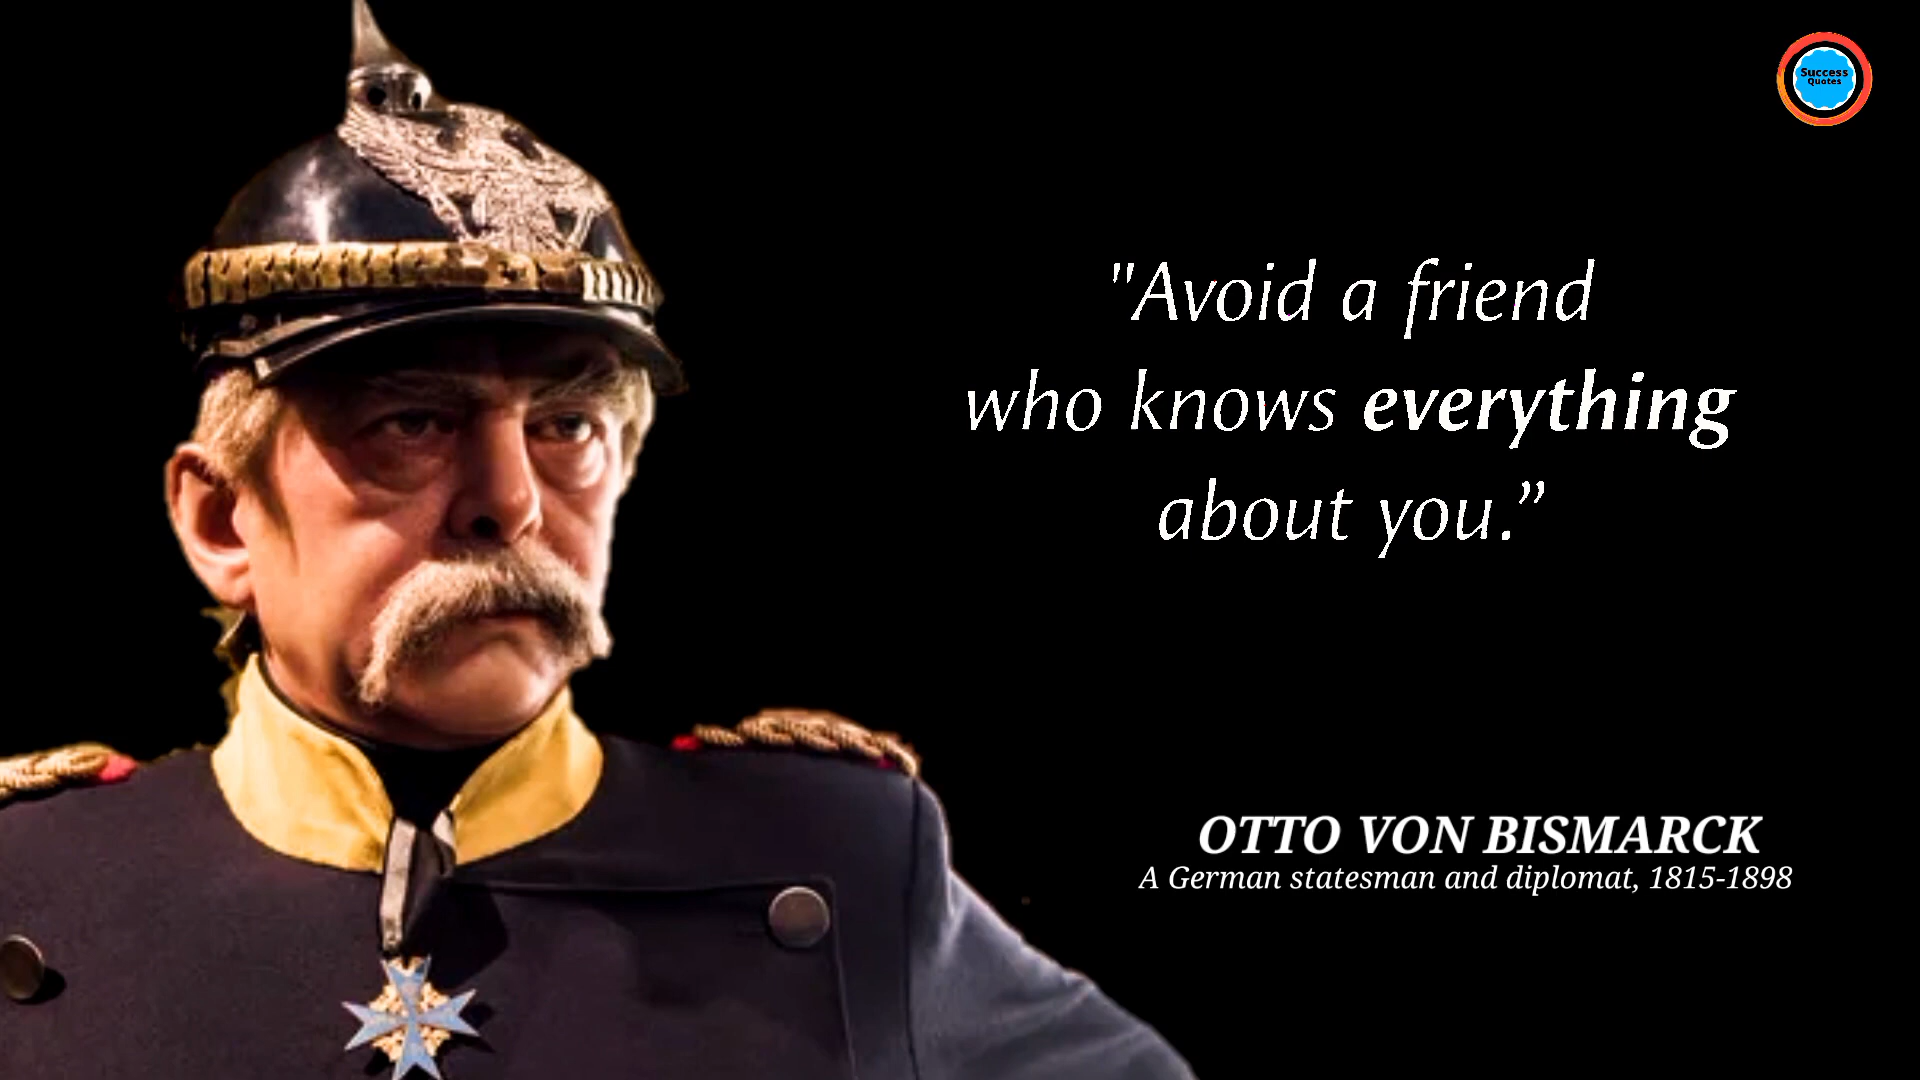 Success
Quotes
"Avoid a friend
who knows everything
about you.”
OTTO VON BISMARCK
A German statesman and diplomat, 1815-1898